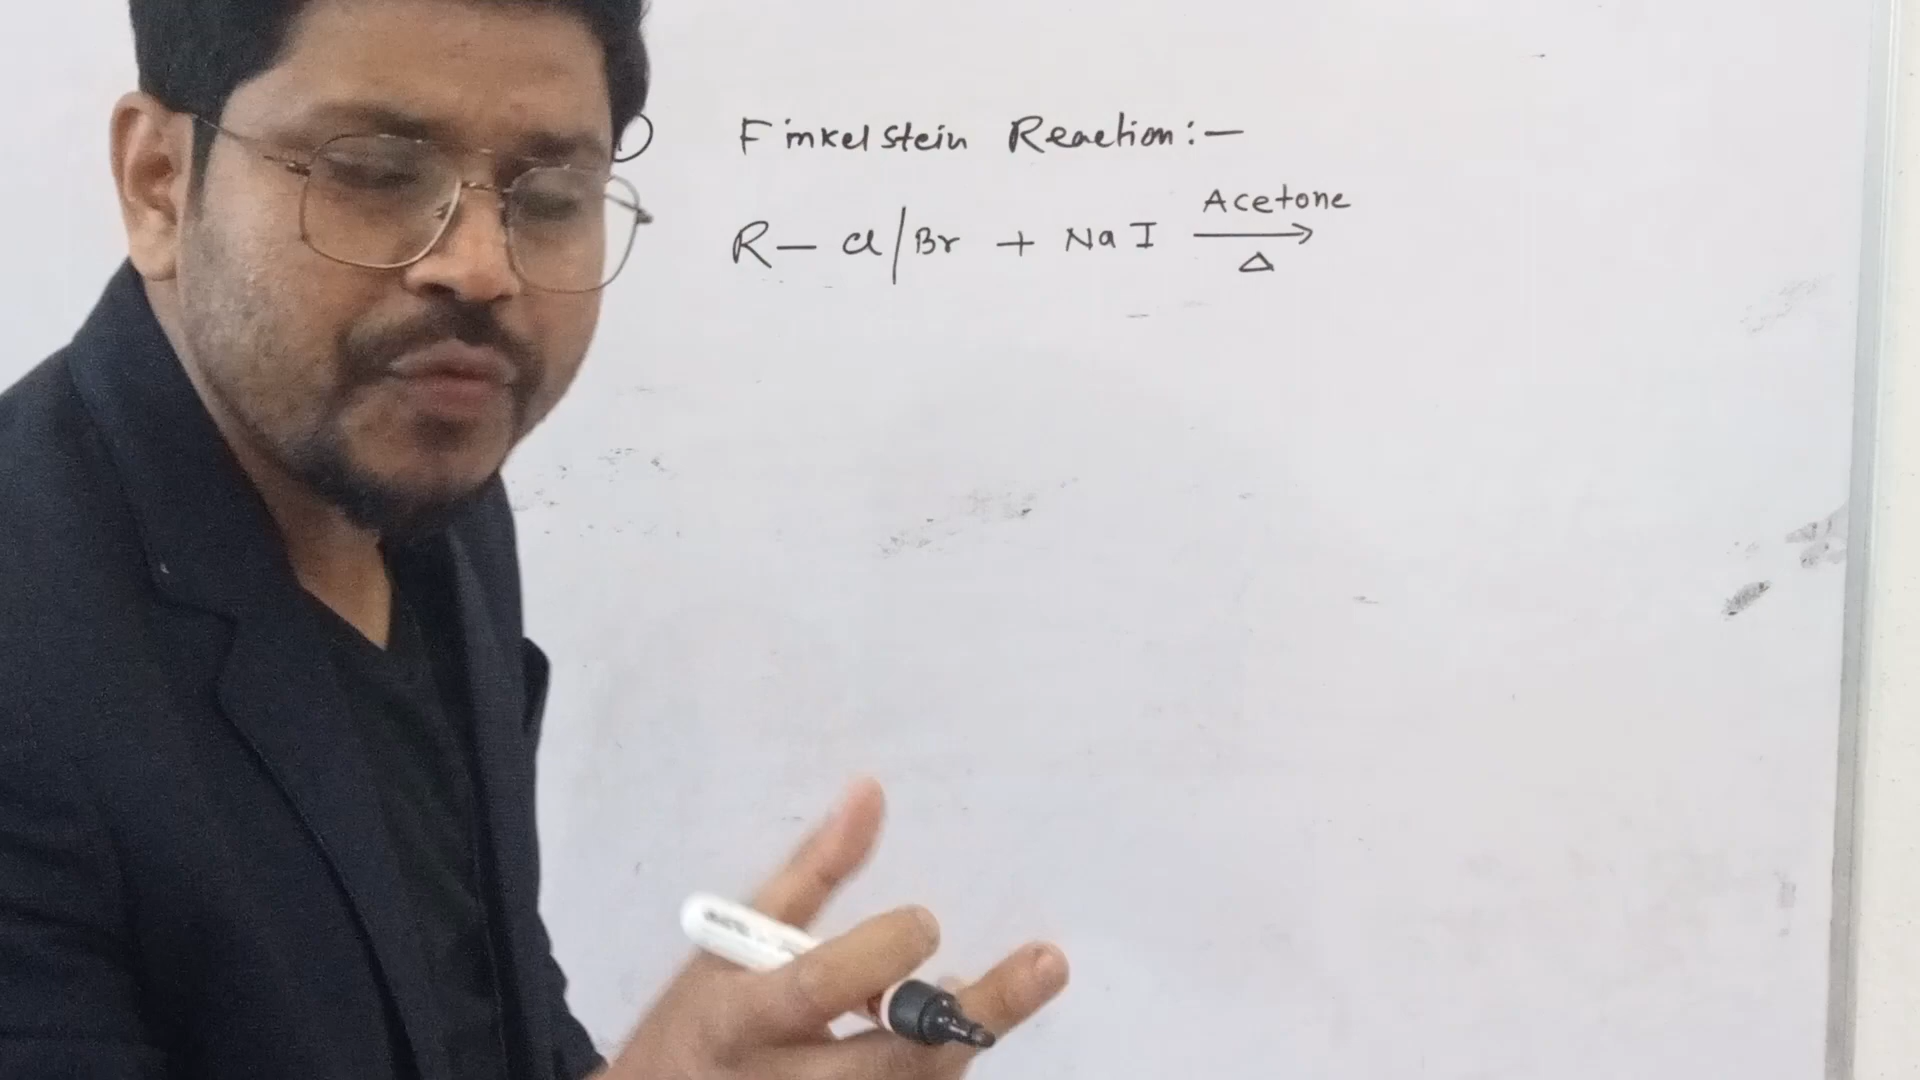 Finkelstein Reaction:-
Acetone
R - Cl/Br + NaI →
Δ